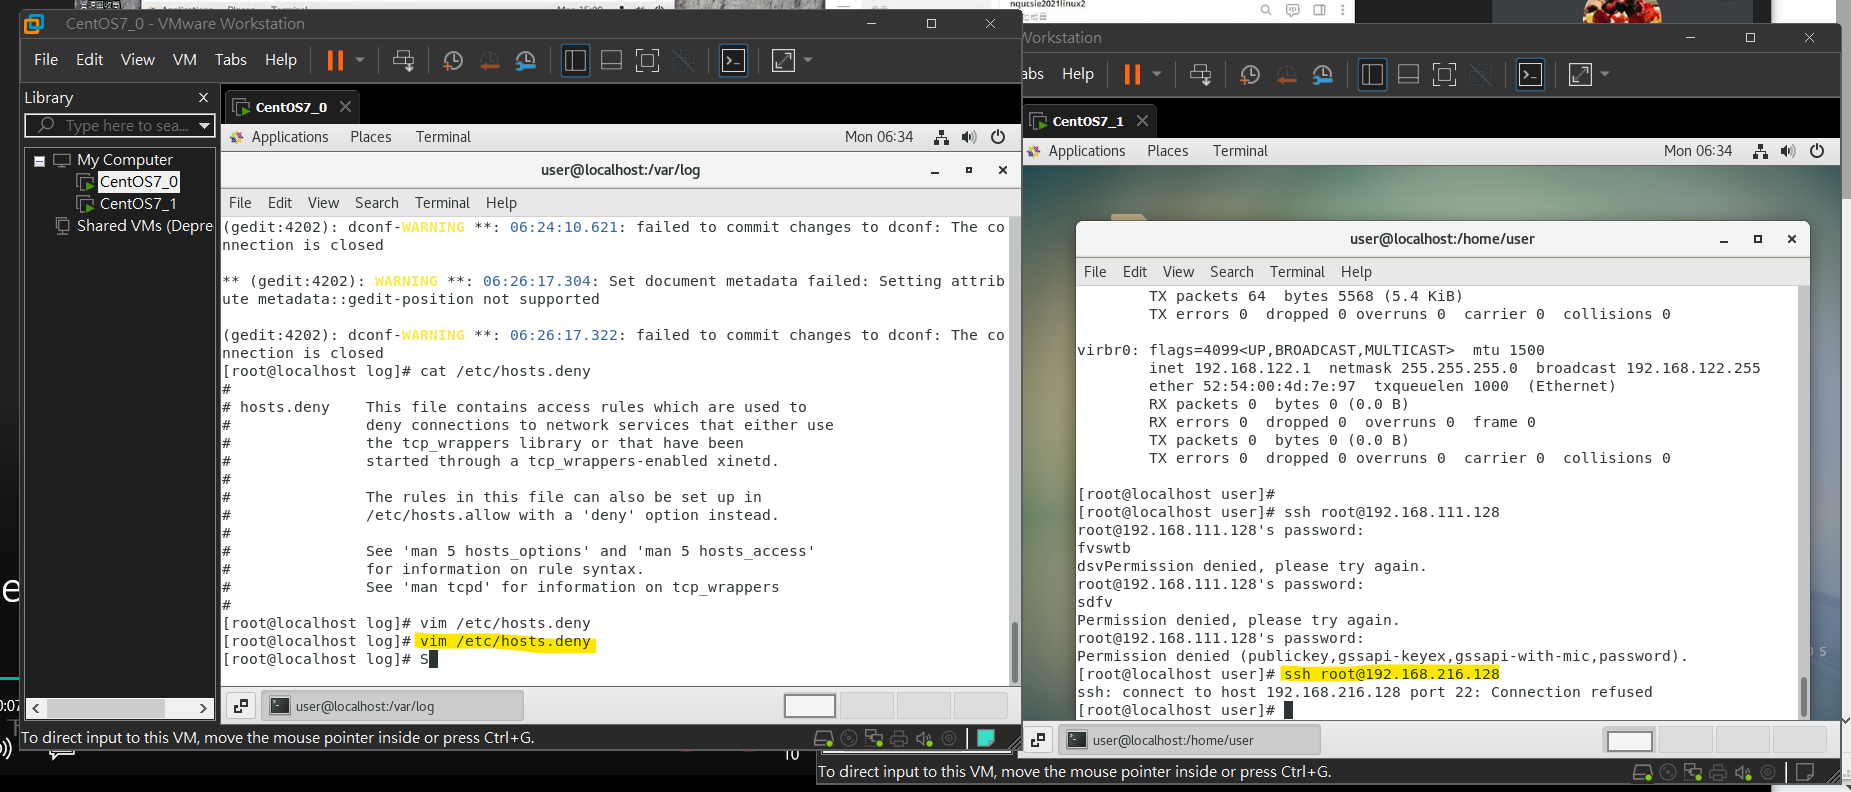 nqucsie2021linux2
CentOS7_0 - VMware Workstation
File Edit View VM Tabs Help
Library
Type here to sea...
My Computer
CentOS7_0
CentOS7_1
Shared VMs (Depre
CentOS7_0
Applications Places Terminal Mon 06:34
user@localhost:/var/log
File Edit View Search Terminal Help
(gedit:4202): dconf-WARNING **: 06:24:10.621: failed to commit changes to dconf: The co
nnection is closed
** (gedit:4202): WARNING **: 06:26:17.304: Set document metadata failed: Setting attrib
ute metadata::gedit-position not supported
(gedit:4202): dconf-WARNING **: 06:26:17.322: failed to commit changes to dconf: The co
nnection is closed
[root@localhost log]# cat /etc/hosts.deny
#
# hosts.deny    This file contains access rules which are used to
#               deny connections to network services that either use
#               the tcp_wrappers library or that have been
#               started through a tcp_wrappers-enabled xinetd.
#
#               The rules in this file can also be set up in
#               /etc/hosts.allow with a 'deny' option instead.
#
#               See 'man 5 hosts_options' and 'man 5 hosts_access'
#               for information on rule syntax.
#               See 'man tcpd' for information on tcp_wrappers
#
[root@localhost log]# vim /etc/hosts.deny
[root@localhost log]# vim /etc/hosts.deny
[root@localhost log]# S
user@localhost:/var/log
To direct input to this VM, move the mouse pointer inside or press Ctrl+G.
Workstation
abs Help
CentOS7_1
Applications Places Terminal Mon 06:34
user@localhost:/home/user
File Edit View Search Terminal Help
TX packets 64  bytes 5568 (5.4 KiB)
TX errors 0  dropped 0 overruns 0  carrier 0  collisions 0
virbr0: flags=4099<UP,BROADCAST,MULTICAST>  mtu 1500
inet 192.168.122.1  netmask 255.255.255.0  broadcast 192.168.122.255
ether 52:54:00:4d:7e:97  txqueuelen 1000  (Ethernet)
RX packets 0  bytes 0 (0.0 B)
RX errors 0  dropped 0  overruns 0  frame 0
TX packets 0  bytes 0 (0.0 B)
TX errors 0  dropped 0 overruns 0  carrier 0  collisions 0
[root@localhost user]#
[root@localhost user]# ssh root@192.168.111.128
root@192.168.111.128's password:
fvswtb
dsvPermission denied, please try again.
root@192.168.111.128's password:
sdfv
Permission denied, please try again.
root@192.168.111.128's password:
Permission denied (publickey,gssapi-keyex,gssapi-with-mic,password).
[root@localhost user]# ssh root@192.168.216.128
ssh: connect to host 192.168.216.128 port 22: Connection refused
[root@localhost user]#
user@localhost:/home/user
To direct input to this VM, move the mouse pointer inside or press Ctrl+G.